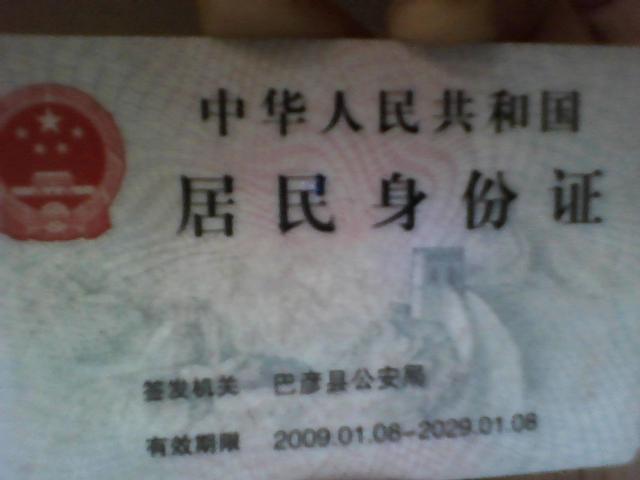 中华人民共和国
居民身份证
签发机关 巴彦县公安局
有效期限 2009.01.08-2029.01.08